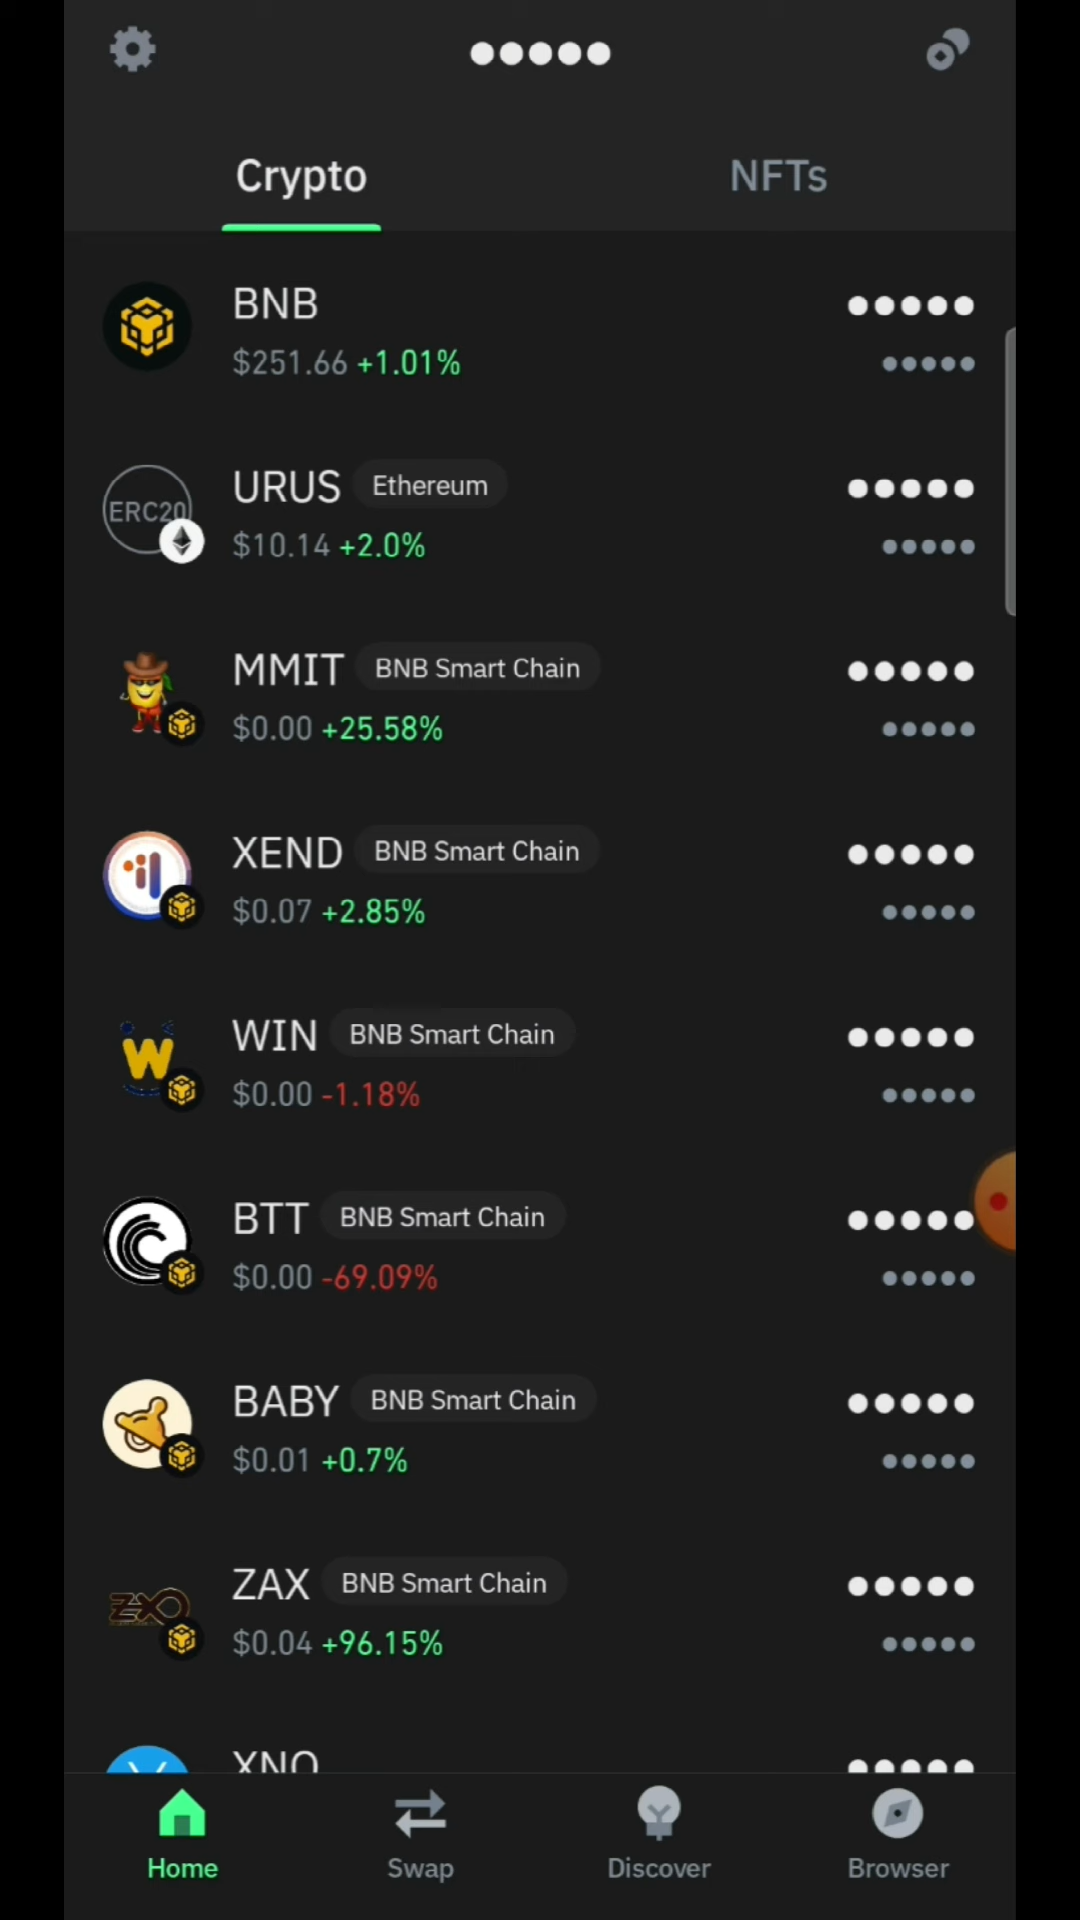 Crypto NFTs
BNB
$251.66 +1.01%
ERC20
URUS Ethereum
$10.14 +2.0%
MMIT BNB Smart Chain
$0.00 +25.58%
XEND BNB Smart Chain
$0.07 +2.85%
W
WIN BNB Smart Chain
$0.00 -1.18%
BTT BNB Smart Chain
$0.00 -69.09%
BABY BNB Smart Chain
$0.01 +0.7%
ZAX BNB Smart Chain
$0.04 +96.15%
XNO
Home Swap Discover Browser